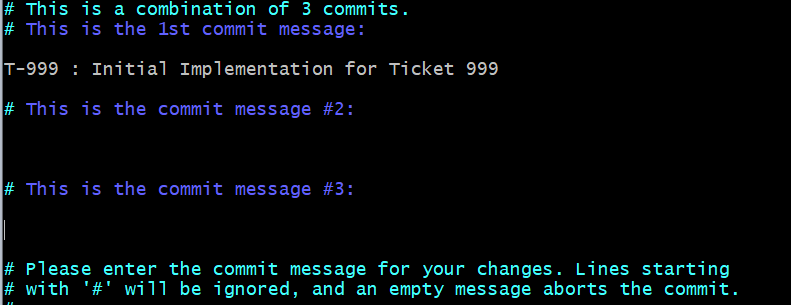 # This is a combination of 3 commits.
# This is the 1st commit message:
T-999 : Initial Implementation for Ticket 999
# This is the commit message #2:
# This is the commit message #3:
# Please enter the commit message for your changes. Lines starting
# with '#' will be ignored, and an empty message aborts the commit.
#